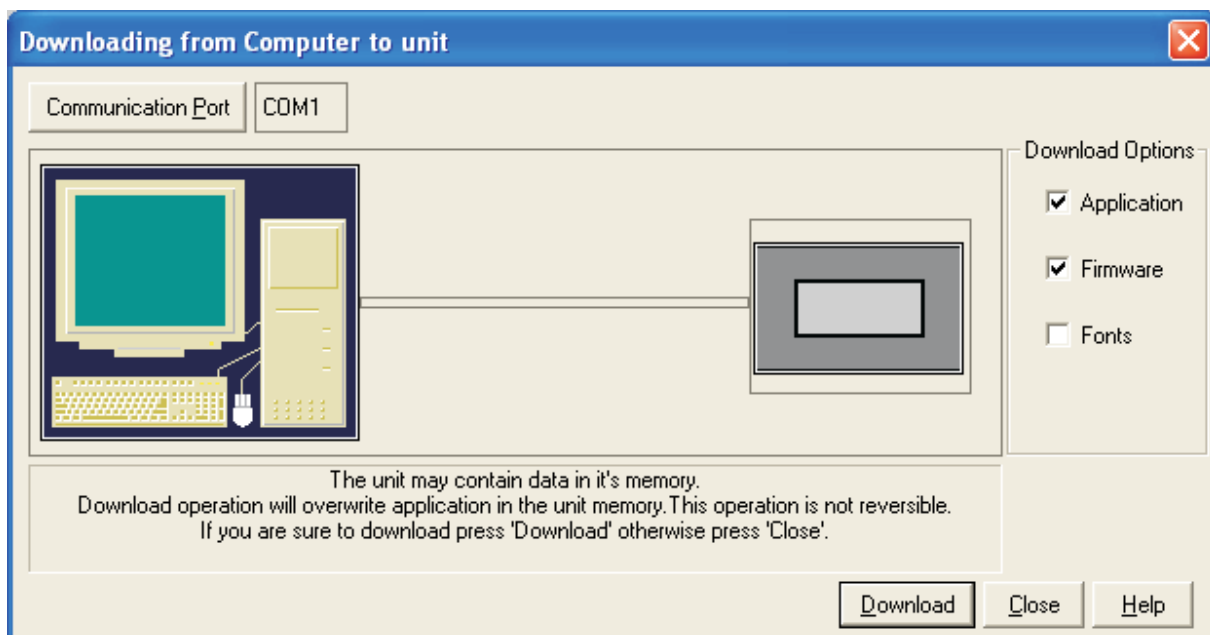 Downloading from Computer to unit
Communication Port COM1
Download Options
Application
Firmware
Fonts
The unit may contain data in it's memory.
Download operation will overwrite application in the unit memory.This operation is not reversible.
If you are sure to download press 'Download' otherwise press 'Close'.
Download Close Help